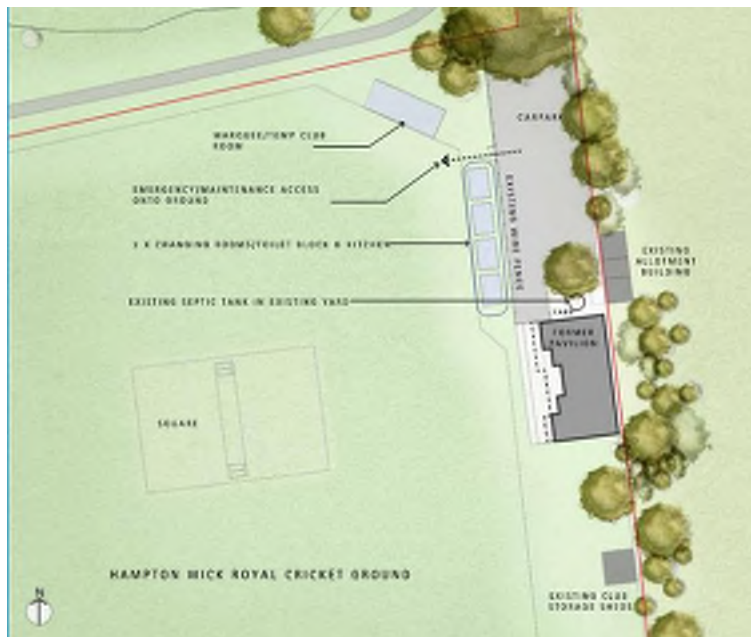 CARPARK
MARQUEE/TEMP CLUB
ROOM
EMERGENCY/MAINTENANCE ACCESS
ONTO GROUND
EXISTING WIRE FENCE
3 X CHANGING ROOMS/TOILET BLOCK & KITCHEN
EXISTING
ALLOTMENT
BUILDING
EXISTING SEPTIC TANK IN EXISTING YARD
YARD
FORMER
PAVILION
SQUARE
HAMPTON WICK ROYAL CRICKET GROUND
N
EXISTING CLUB
STORAGE SHEDS